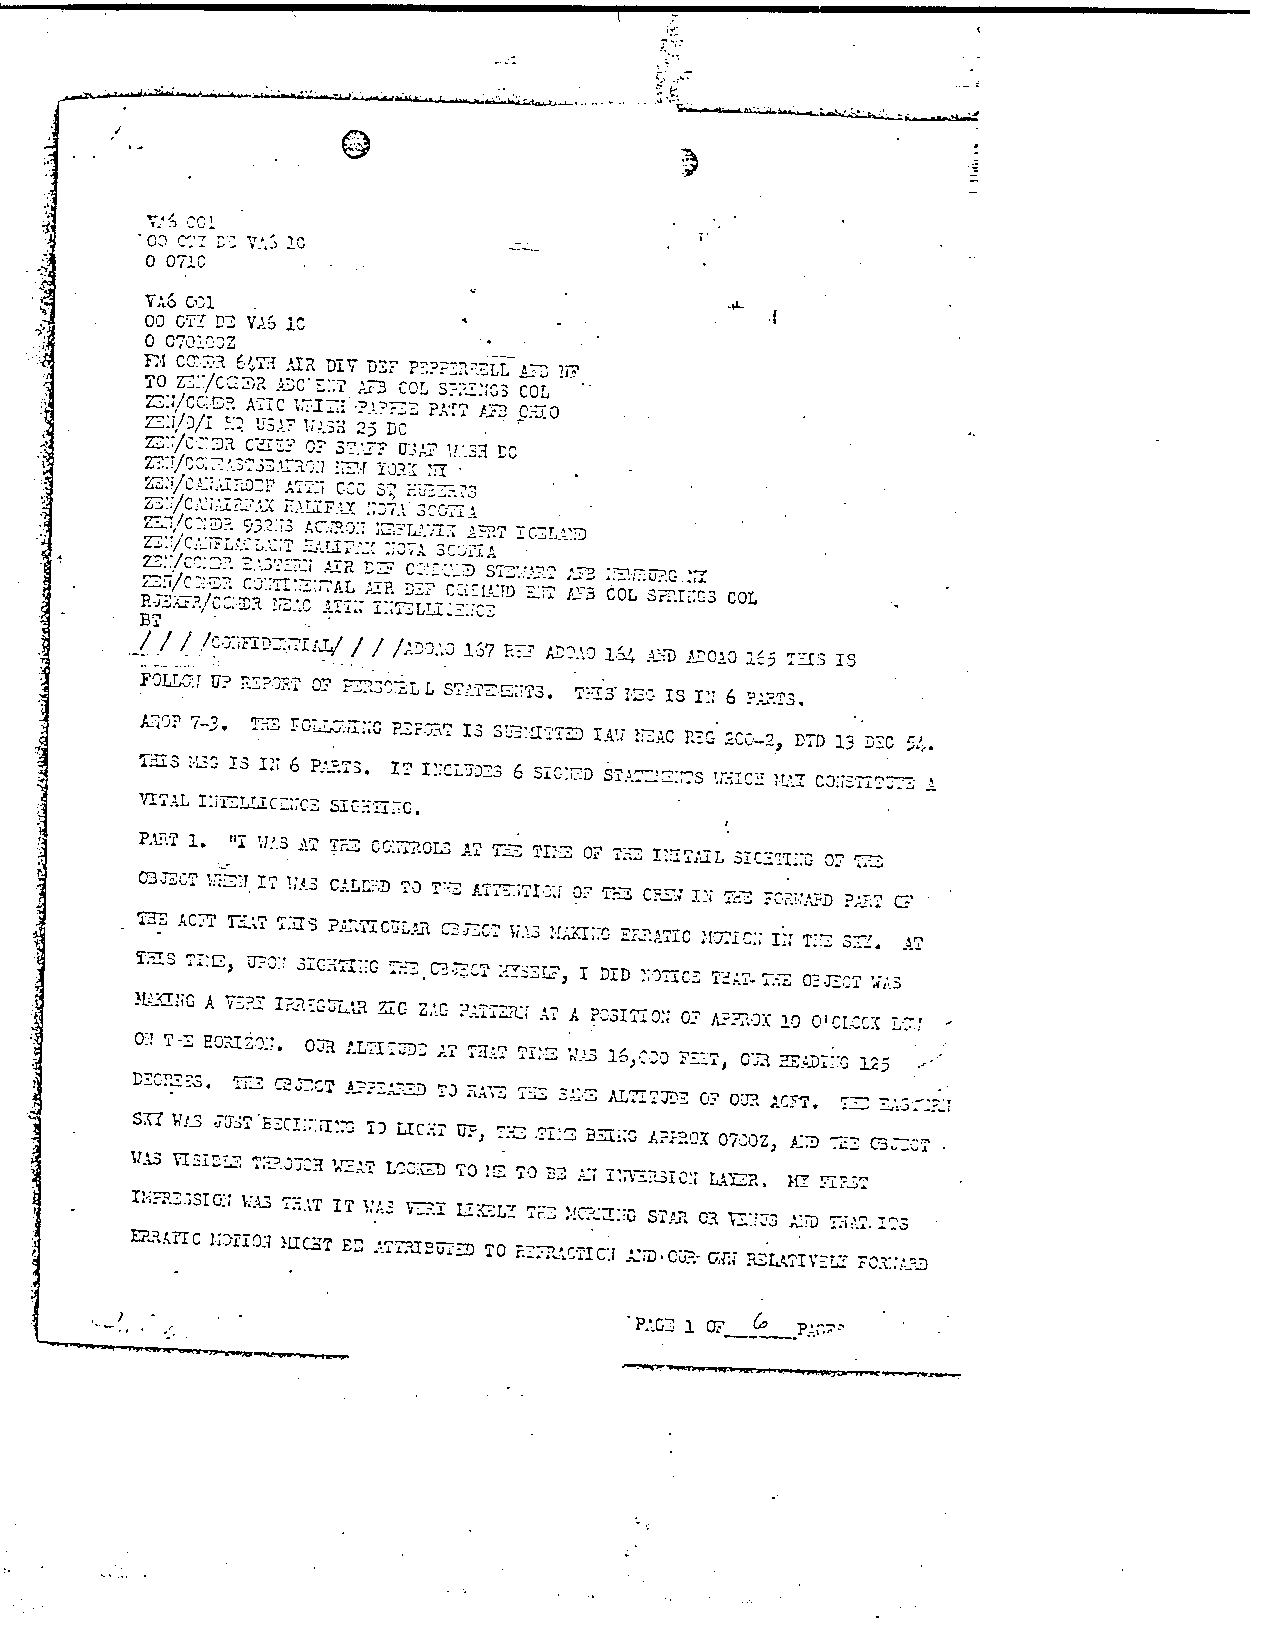 VA6 001
OO CTZ DE VA6 10
O 0710
VA6 001
OO CTZ DE VA6 10
O 070100Z
FM COMDR 64TH AIR DIV DEF PEPPERRELL AFB NF
TO ZEN/COMDR ADC ENT AFB COL SPRINGS COL
ZEN/COMDR ATIC WRITH PAPFEE PATT AFB OHIO
ZEN/D/I HQ USAF WASH 25 DC
ZEN/COMDR CHIEF OF STAFF USAF WASH DC
ZEN/COMEASTSEAFRON NEW YORK NY
ZEN/CANAIRDEF ATTN COC ST HUBERTS
ZEN/CANAIRFAX HALIFAX NOVA SCOTIA
ZEN/COMDR 932ND ACWRON KEFLAVIK APRT ICELAND
ZEN/CANFLAGLANT HALIFAX NOVA SCOTIA
ZEN/COMDR EASTERN AIR DEF COMMAND STEWART AFB NEWBURG NY
ZEN/COMDR CONTINENTAL AIR DEF COMMAND ENT AFB COL SPRINGS COL
/COMDR NEAC ATTN INTELLIGENCE
BT
/ / / /CONFIDENTIAL/ / / /ADOAO 167 REF ADOAO 164 AND ADOAO 165 THIS IS
FOLLOW UP REPORT OF PERSOELL STATEMENTS. THIS MSG IS IN 6 PARTS.
AROP 7-3. THE FOLLOWING REPORT IS SUBMITTED IAW NEAC REG 200-2, DTD 13 DEC 54.
THIS MSG IS IN 6 PARTS. IT INCLUDES 6 SIGNED STATEMENTS WHICH MAY CONSTITUTE A
VITAL INTELLIGENCE SIGHTING.
PART 1. "I WAS AT THE CONTROLS AT THE TIME OF THE INITAIL SIGHTING OF THE
OBJECT WHEN IT WAS CALLED TO THE ATTENTION OF THE CREW IN THE FORWARD PART OF
THE ACFT THAT THIS PARTICULAR OBJECT WAS MAKING ERRATIC MOTION IN THE SKY. AT
THIS TIME, UPON SIGHTING THE OBJECT MYSELF, I DID NOTICE THAT THE OBJECT WAS
MAKING A VERY IRREGULAR ZIG ZAG PATTERN AT A POSITION OF APPROX 10 O'CLOCK LOW
ON THE HORIZON. OUR ALTITUDE AT THAT TIME WAS 16,000 FEET, OUR HEADING 125
DEGREES. THE OBJECT APPEARED TO HAVE THE SAME ALTITUDE OF OUR ACFT. THE EASTERN
SKY WAS JUST BEGINNING TO LIGHT UP, THE TIME BEING APPROX 0700Z, AND THE OBJECT
WAS VISIBLE THROUGH WHAT LOOKED TO ME TO BE AN INVERSION LAYER. MY FIRST
IMPRESSION WAS THAT IT WAS VERY LIKELY THE MORNING STAR OR VENUS AND THAT ITS
ERRATIC MOTION MIGHT BE ATTRIBUTED TO REFRACTION AND OUR OWN RELATIVELY FORWARD
PAGE 1 OF 6 PAGES